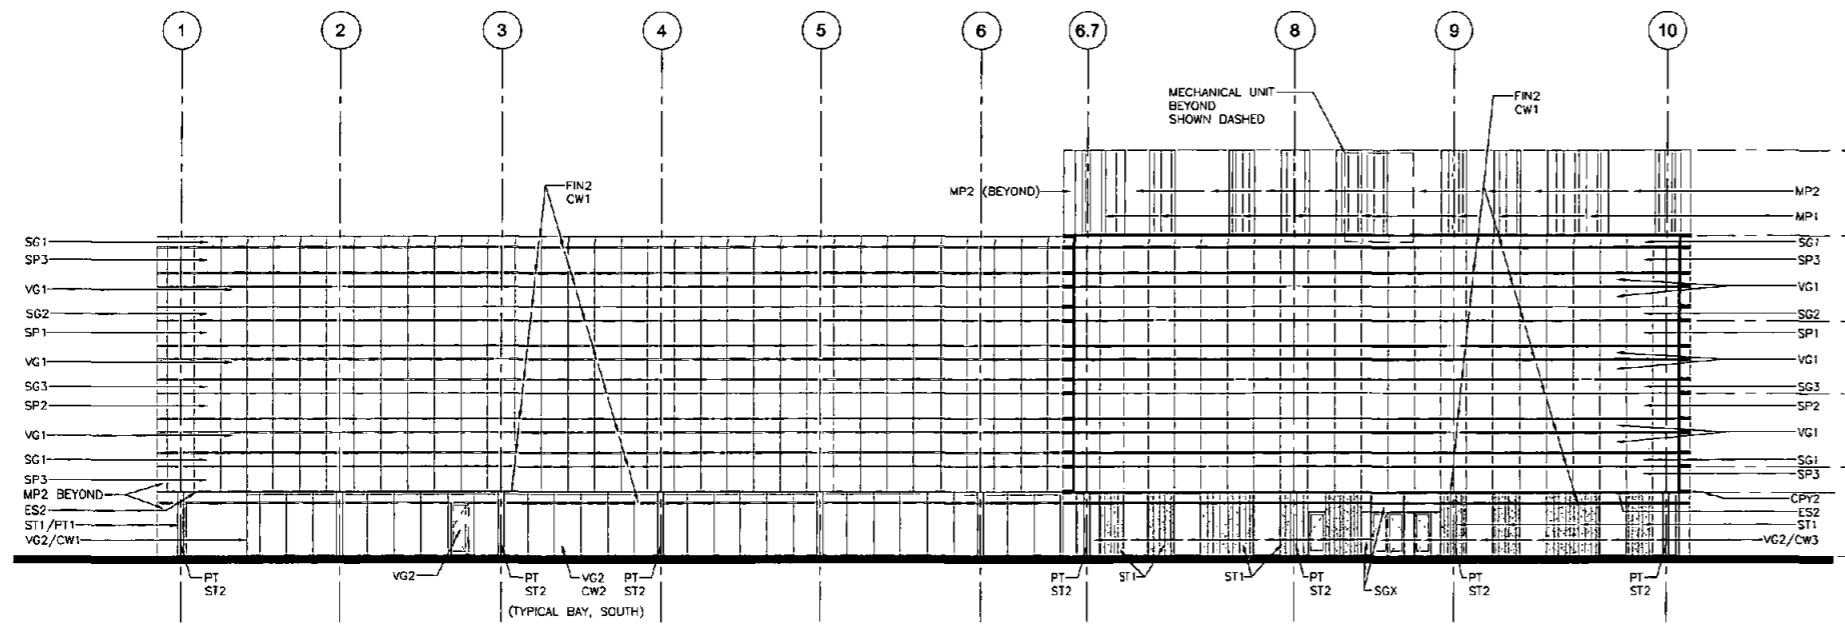 1 2 3 4 5 6 6.7 8 9 10
MECHANICAL UNIT
BEYOND
SHOWN DASHED
FIN2
CW1
FIN2
CW1
MP2 (BEYOND)
MP2
MP1
SG1
SP3
VG1
SG2
SP1
VG1
SG3
SP2
VG1
SG1
SP3
MP2 BEYOND
ES2
ST1/PT1
VG2/CW1
SG1
SP3
VG1
SG2
SP1
VG1
SG3
SP2
VG1
SG1
SP3
CPY2
ES2
ST1
VG2/CW3
PT
ST2
VG2
PT
ST2
VG2
CW2
PT
ST2
(TYPICAL BAY, SOUTH)
PT
ST2
ST1
ST1
PT
ST2
SGX
PT
ST2
PT
ST2